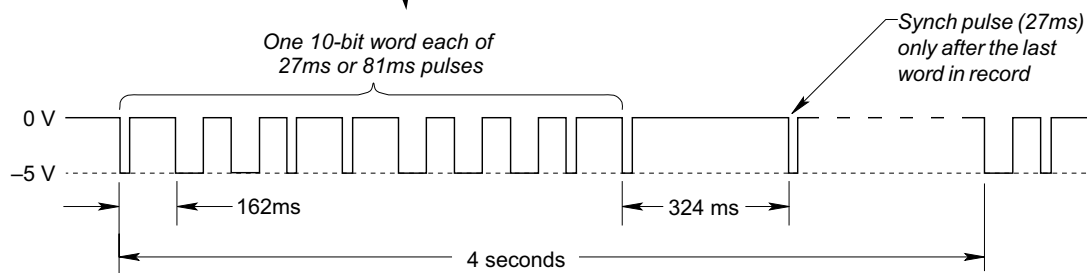 One 10-bit word each of
27ms or 81ms pulses
Synch pulse (27ms)
only after the last
word in record
0 V
–5 V
162ms
324 ms
4 seconds